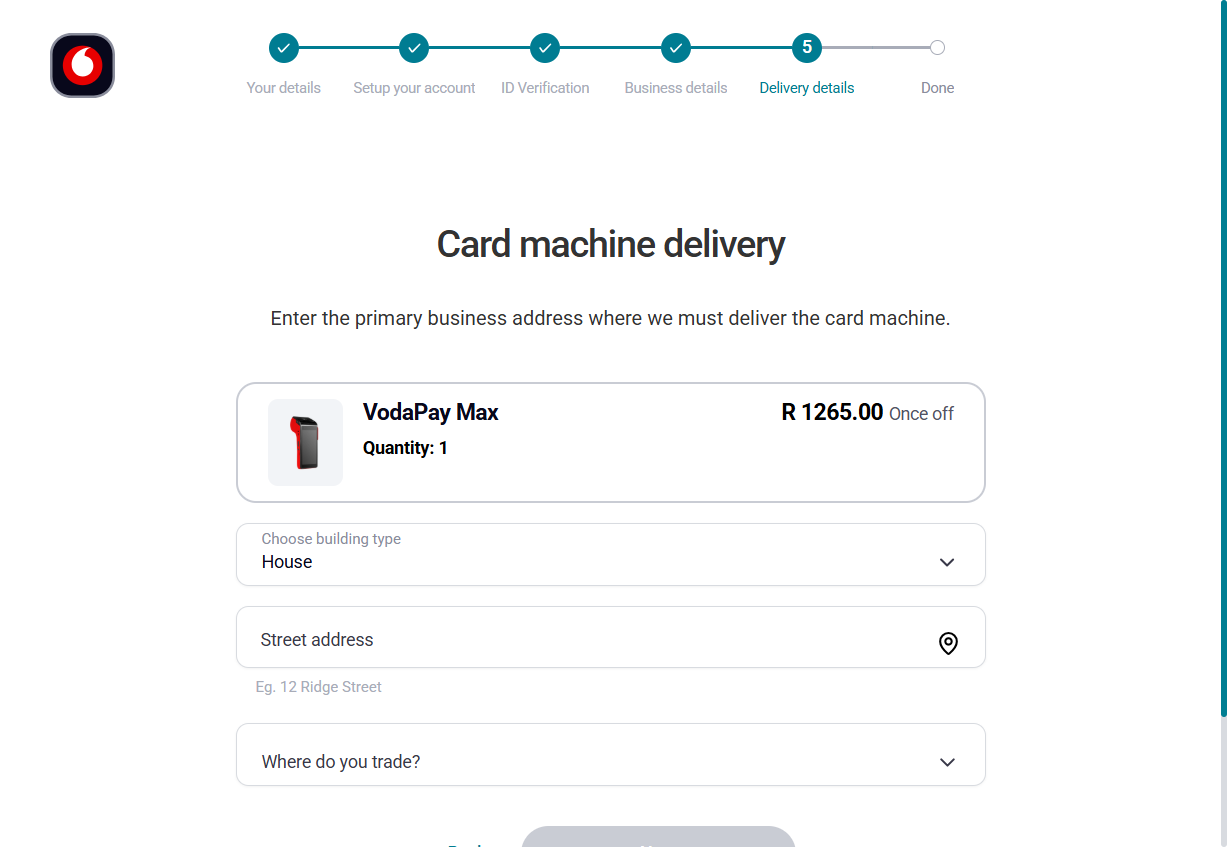 5
Your details
Setup your account
ID Verification
Business details
Delivery details
Done
Card machine delivery
Enter the primary business address where we must deliver the card machine.
VodaPay Max
R 1265.00 Once off
Quantity: 1
Choose building type
House
Street address
Eg. 12 Ridge Street
Where do you trade?